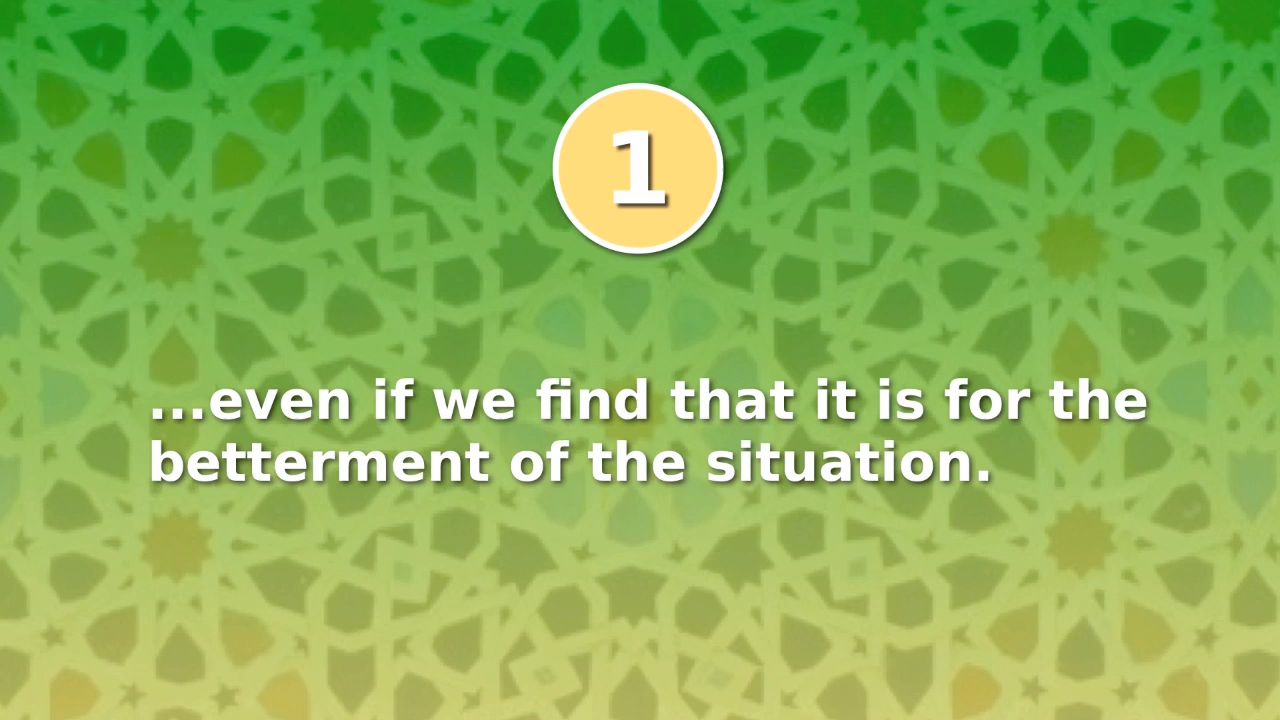 1
...even if we find that it is for the
betterment of the situation.